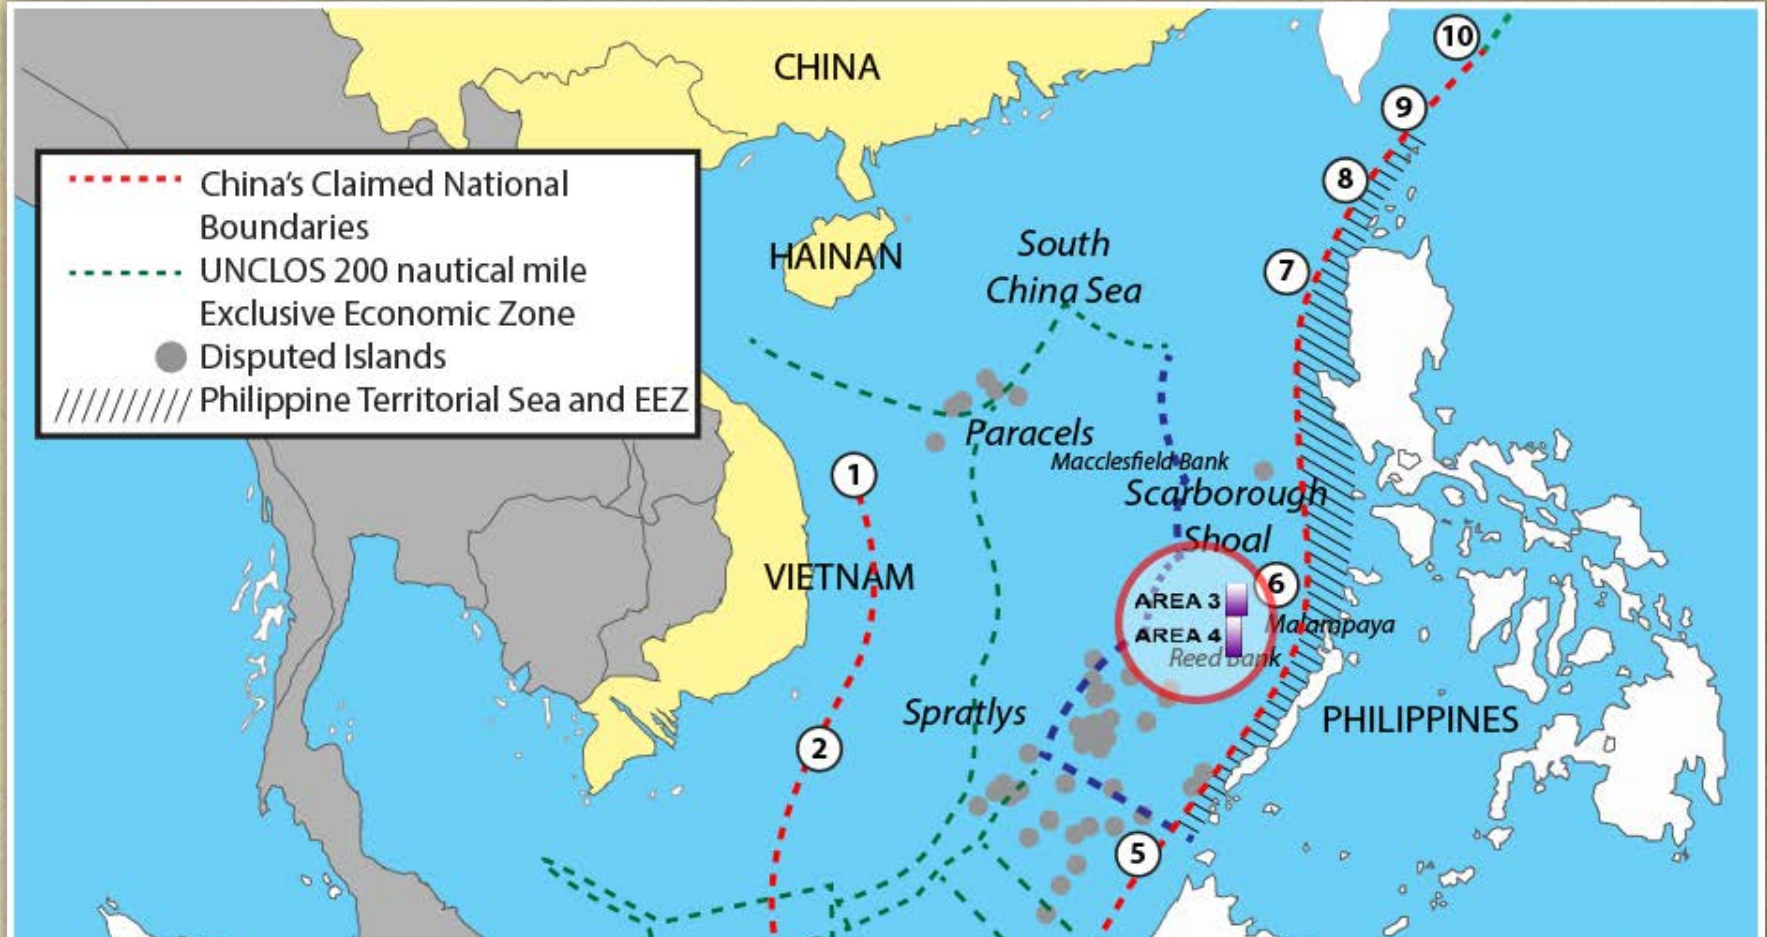 CHINA
10
9
8
China's Claimed National
Boundaries
UNCLOS 200 nautical mile
Exclusive Economic Zone
Disputed Islands
Philippine Territorial Sea and EEZ
HAINAN
South
China Sea
7
Paracels
Macclesfield Bank
1
Scarborough
Shoal
VIETNAM
6
AREA 3
AREA 4
Malampaya
Reed Bank
Spratlys
PHILIPPINES
2
5